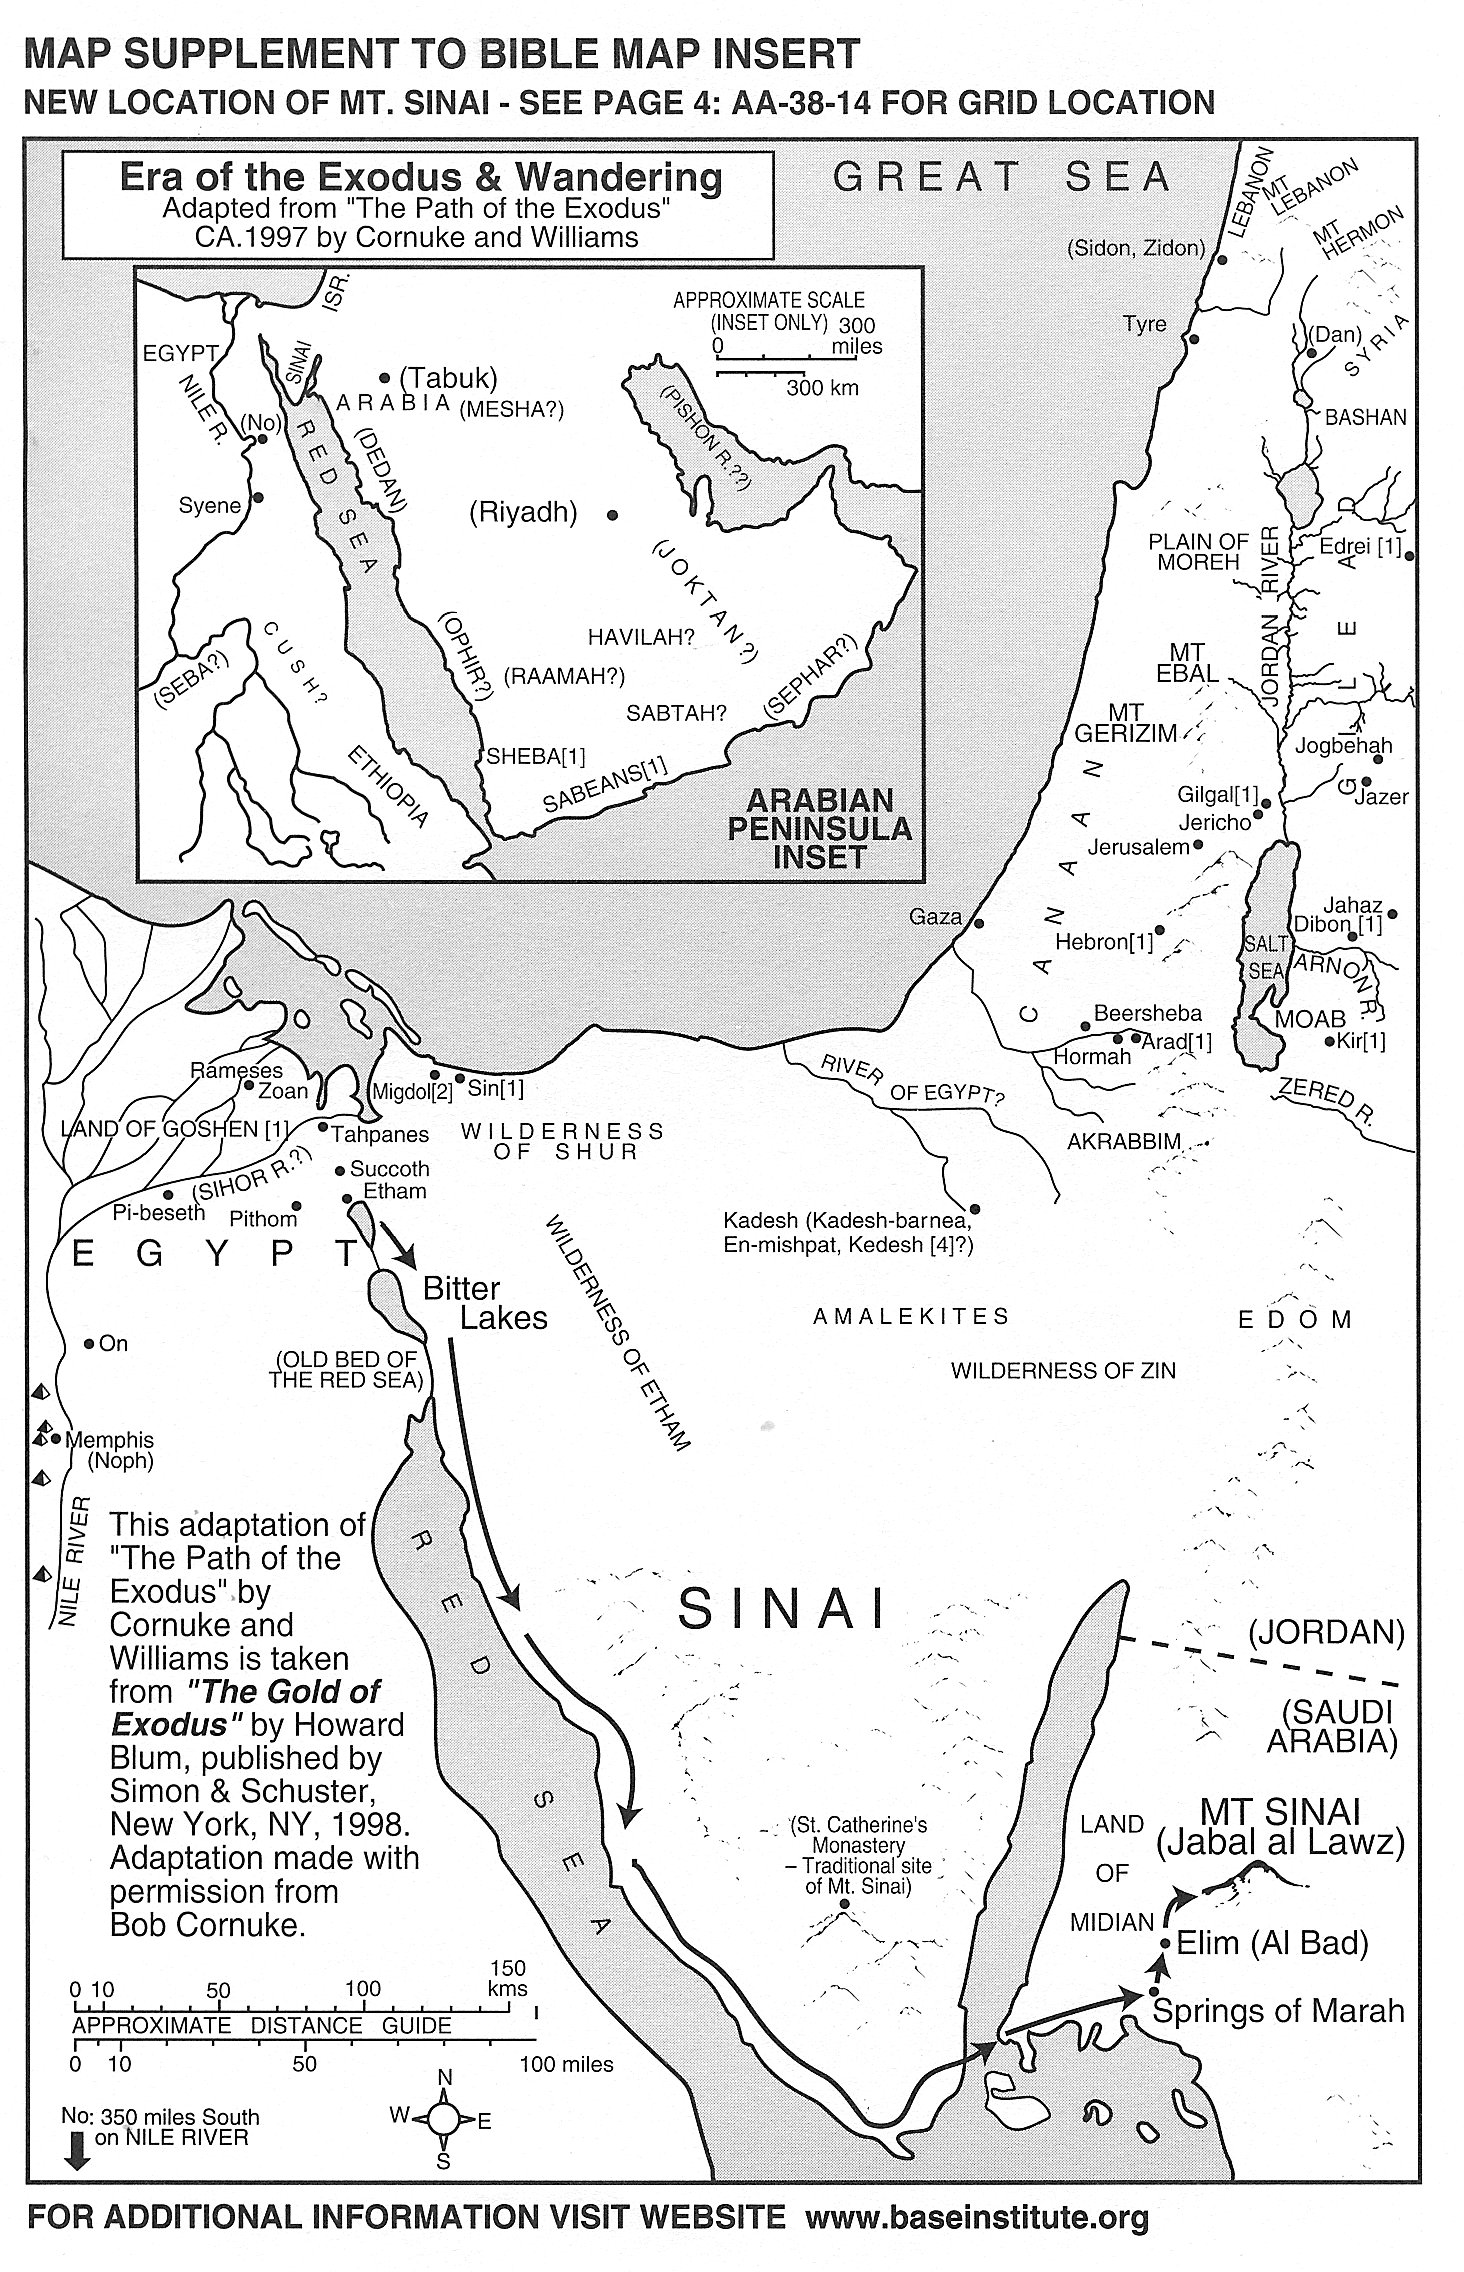 MAP SUPPLEMENT TO BIBLE MAP INSERT
NEW LOCATION OF MT. SINAI - SEE PAGE 4: AA-38-14 FOR GRID LOCATION
Era of the Exodus & Wandering
Adapted from "The Path of the Exodus"
CA.1997 by Cornuke and Williams
GREAT SEA
LEBANON
MT
LEBANON
MT
HERMON
(Sidon, Zidon)
Tyre
(Dan)
SYRIA
BASHAN
ISR.
APPROXIMATE SCALE
(INSET ONLY) 300
0 miles
300 km
EGYPT
NILE R.
SINAI
(Tabuk)
ARABIA (MESHA?)
(No)
RED SEA
(DEDAN)
(PISHON R.??)
Syene
(Riyadh)
(JOKTAN?)
CUSH?
(SEBA?)
(OPHIR?)
HAVILAH?
(RAAMAH?)
SABTAH?
(SEPHAR?)
SHEBA[1]
SABEANS[1]
ETHIOPIA
ARABIAN
PENINSULA
INSET
PLAIN OF
MOREH
JORDAN RIVER
Edrei [1]
GILEAD
MT
EBAL
MT
GERIZIM
Jogbehah
Jazer
Gilgal[1]
Jericho
Jerusalem
CANAAN
Gaza
Hebron[1]
SALT
SEA
Jahaz
Dibon [1]
ARNON R.
MOAB
Kir[1]
Beersheba
Hormah
Arad[1]
ZERED R.
RIVER
OF EGYPT?
AKRABBIM
Rameses
Zoan
Migdol[2]
Sin[1]
LAND OF GOSHEN [1]
Tahpanes
WILDERNESS
OF SHUR
(SIHOR R.?)
Succoth
Etham
Pi-beseth
Pithom
EGYPT
Kadesh (Kadesh-barnea,
En-mishpat, Kedesh [4]?)
WILDERNESS OF ETHAM
Bitter
Lakes
AMALEKITES
EDOM
On
(OLD BED OF
THE RED SEA)
WILDERNESS OF ZIN
Memphis
(Noph)
NILE RIVER
RED SEA
SINAI
This adaptation of
"The Path of the
Exodus" by
Cornuke and
Williams is taken
from "The Gold of
Exodus" by Howard
Blum, published by
Simon & Schuster,
New York, NY, 1998.
Adaptation made with
permission from
Bob Cornuke.
(JORDAN)
(SAUDI
ARABIA)
(St. Catherine's
Monastery
– Traditional site
of Mt. Sinai)
LAND
OF
MIDIAN
MT SINAI
(Jabal al Lawz)
Elim (Al Bad)
Springs of Marah
0 10 50 100 150
kms
APPROXIMATE DISTANCE GUIDE
0 10 50 100 miles
N
W E
S
No: 350 miles South
on NILE RIVER
FOR ADDITIONAL INFORMATION VISIT WEBSITE www.baseinstitute.org